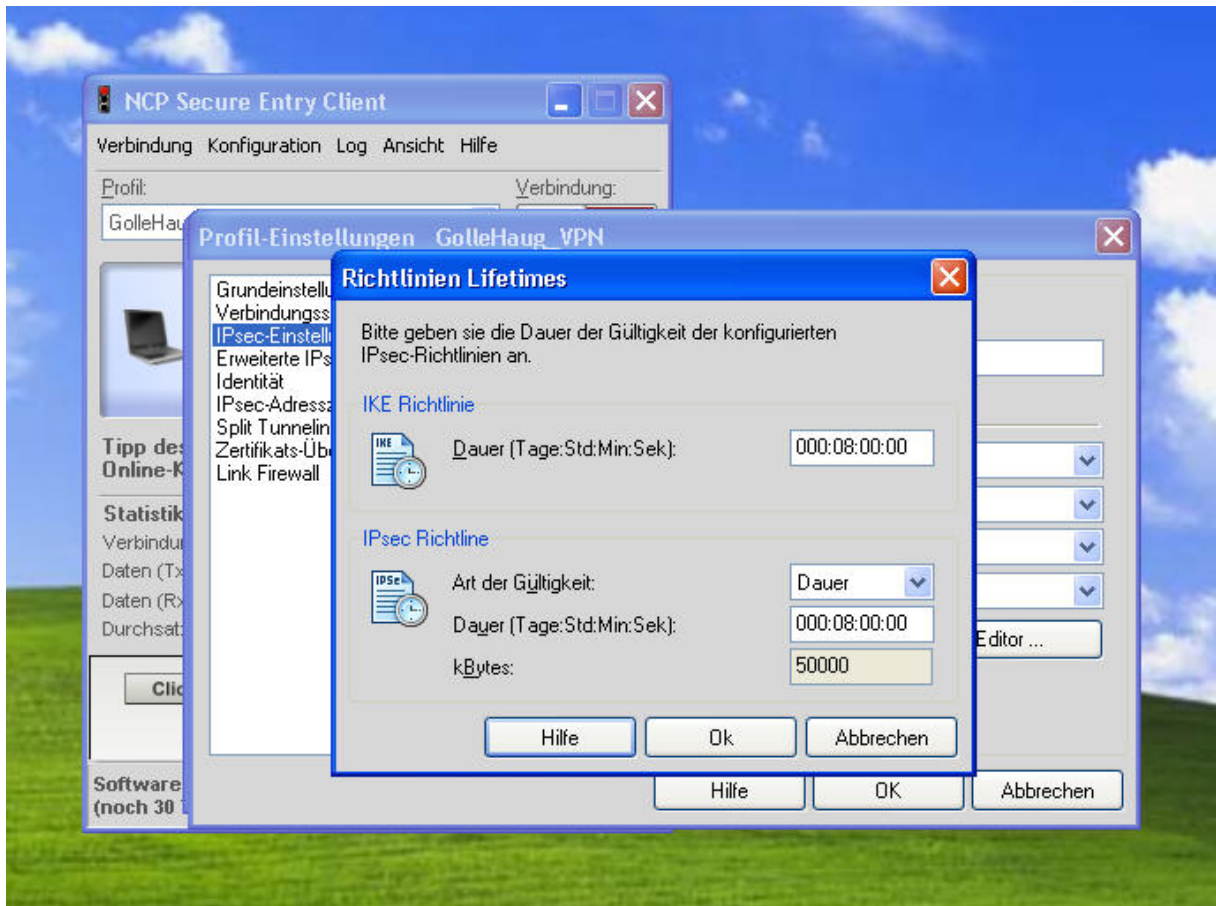 NCP Secure Entry Client
Verbindung Konfiguration Log Ansicht Hilfe
Profil: Verbindung:
GolleHau
Profil-Einstellungen GolleHaug_VPN
Grundeinstellu
Verbindungss
IPsec-Einstell
Erweiterte IPs
Identität
IPsec-Adressz
Split Tunnelin
Zertifikats-Übe
Link Firewall
Richtlinien Lifetimes
Bitte geben sie die Dauer der Gültigkeit der konfigurierten
IPsec-Richtlinien an.
IKE Richtlinie
IKE
Dauer (Tage:Std:Min:Sek): 000:08:00:00
IPsec Richtline
IPSe
Art der Gültigkeit: Dauer
Dauer (Tage:Std:Min:Sek): 000:08:00:00
kBytes: 50000
Hilfe Ok Abbrechen
Editor ...
Hilfe OK Abbrechen
Tipp des
Online-K
Statistik
Verbindu
Daten (Tx
Daten (Rx
Durchsat
Clic
Software
(noch 30